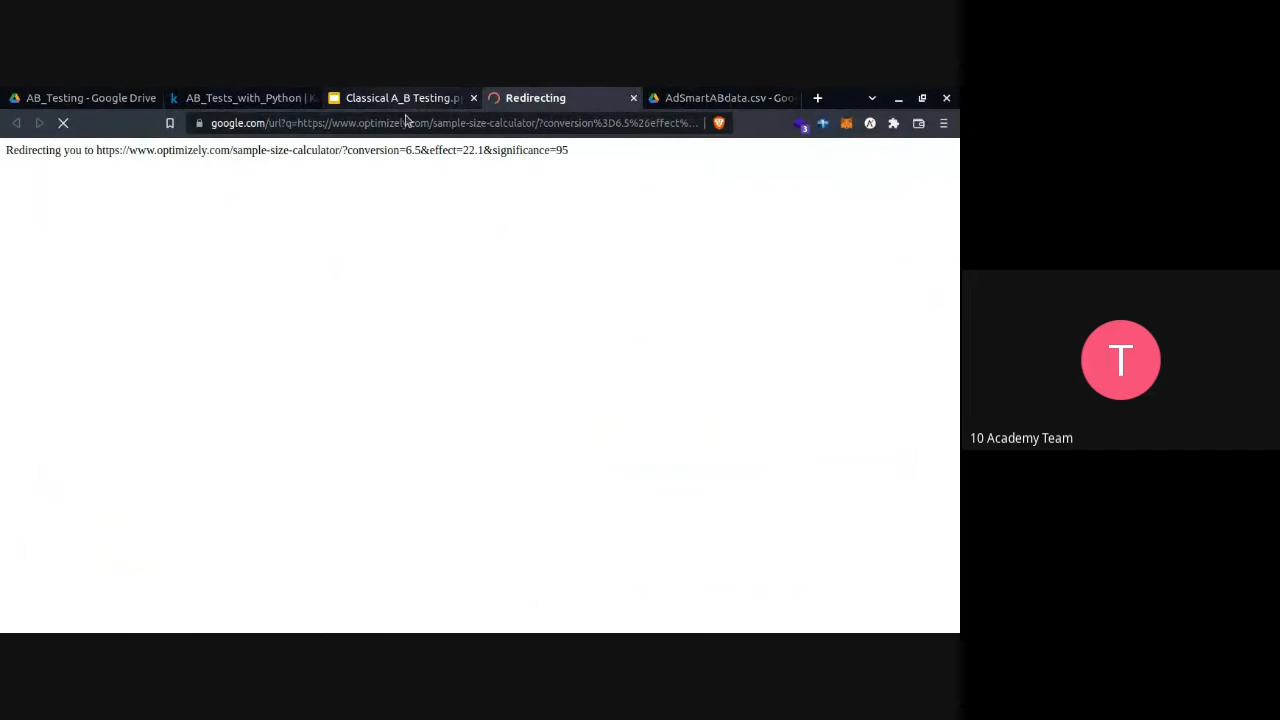 AB_Testing - Google Drive
AB_Tests_with_Python | K
Classical A_B Testing.p
Redirecting
AdSmartABdata.csv - Goo
google.com/url?q=https://www.optimizely.com/sample-size-calculator/?conversion%3D6.5%26effect%...
3
Redirecting you to https://www.optimizely.com/sample-size-calculator/?conversion=6.5&effect=22.1&significance=95
T
10 Academy Team